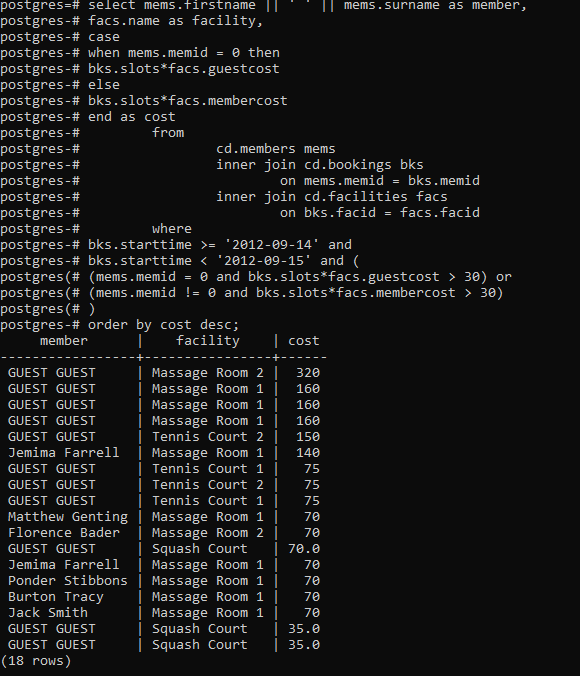 postgres=# select mems.firstname || ' ' || mems.surname as member,
postgres-# facs.name as facility,
postgres-# case
postgres-# when mems.memid = 0 then
postgres-# bks.slots*facs.guestcost
postgres-# else
postgres-# bks.slots*facs.membercost
postgres-# end as cost
postgres-#         from
postgres-#                 cd.members mems
postgres-#                 inner join cd.bookings bks
postgres-#                         on mems.memid = bks.memid
postgres-#                 inner join cd.facilities facs
postgres-#                         on bks.facid = facs.facid
postgres-#         where
postgres-# bks.starttime >= '2012-09-14' and
postgres-# bks.starttime < '2012-09-15' and (
postgres(# (mems.memid = 0 and bks.slots*facs.guestcost > 30) or
postgres(# (mems.memid != 0 and bks.slots*facs.membercost > 30)
postgres(# )
postgres-# order by cost desc;
     member      |    facility    | cost
-----------------+----------------+------
 GUEST GUEST     | Massage Room 2 |  320
 GUEST GUEST     | Massage Room 1 |  160
 GUEST GUEST     | Massage Room 1 |  160
 GUEST GUEST     | Massage Room 1 |  160
 GUEST GUEST     | Tennis Court 2 |  150
 Jemima Farrell  | Massage Room 1 |  140
 GUEST GUEST     | Tennis Court 1 |   75
 GUEST GUEST     | Tennis Court 2 |   75
 GUEST GUEST     | Tennis Court 1 |   75
 Matthew Genting | Massage Room 1 |   70
 Florence Bader  | Massage Room 2 |   70
 GUEST GUEST     | Squash Court   | 70.0
 Jemima Farrell  | Massage Room 1 |   70
 Ponder Stibbons | Massage Room 1 |   70
 Burton Tracy    | Massage Room 1 |   70
 Jack Smith      | Massage Room 1 |   70
 GUEST GUEST     | Squash Court   | 35.0
 GUEST GUEST     | Squash Court   | 35.0
(18 rows)